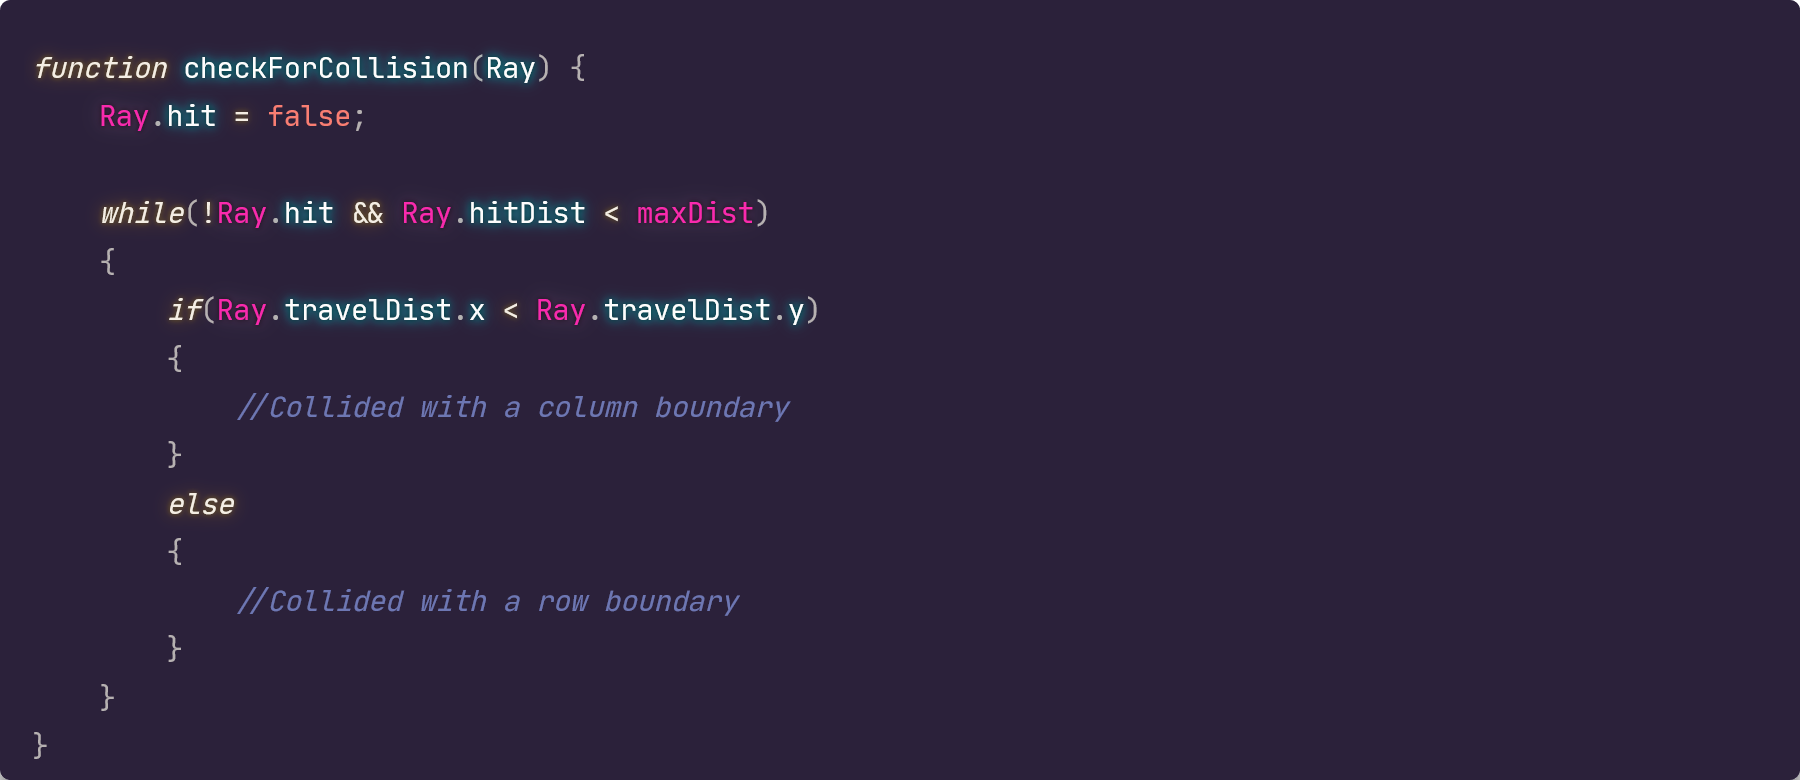 function checkForCollision(Ray) {
    Ray.hit = false;

    while(!Ray.hit && Ray.hitDist < maxDist)
    {
        if(Ray.travelDist.x < Ray.travelDist.y)
        {
            //Collided with a column boundary
        }
        else
        {
            //Collided with a row boundary
        }
    }
}